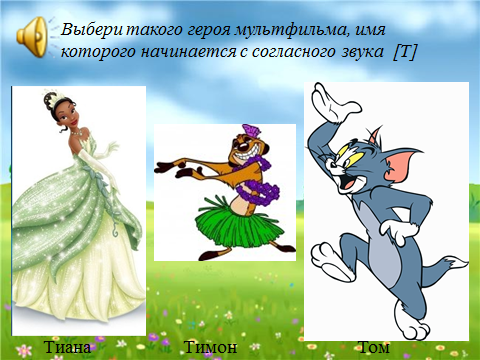 Выбери такого героя мультфильма, имя
которого начинается с согласного звука [Т]
Тиана Тимон Том